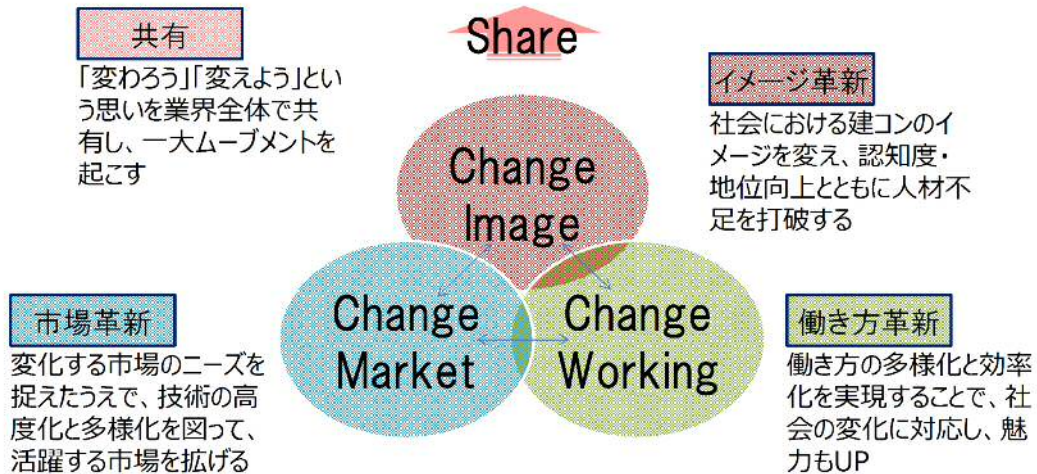 共有
「変わろう」「変えよう」とい
う思いを業界全体で共
有し、一大ムーブメントを
起こす
Share
イメージ革新
社会における建コンのイ
メージを変え、認知度・
地位向上とともに人材不
足を打破する
Change
Image
市場革新
変化する市場のニーズを
捉えたうえで、技術の高
度化と多様化を図って、
活躍する市場を拡げる
Change
Market
Change
Working
働き方革新
働き方の多様化と効率
化を実現することで、社
会の変化に対応し、魅
力もUP